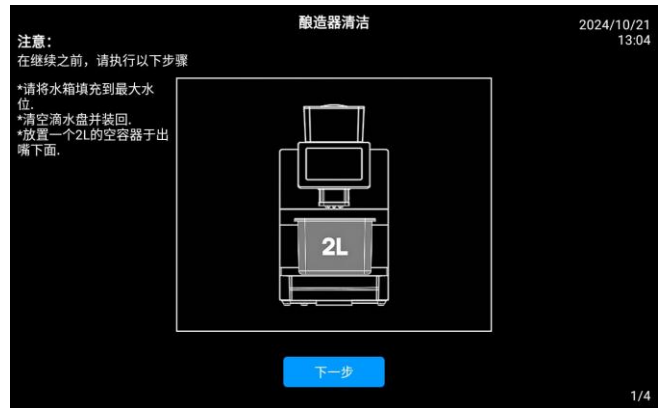 酿造器清洁
2024/10/21
13:04
注意：
在继续之前，请执行以下步骤
*请将水箱填充到最大水
位.
*清空滴水盘并装回.
*放置一个2L的空容器于出
嘴下面.
2L
下一步
1/4